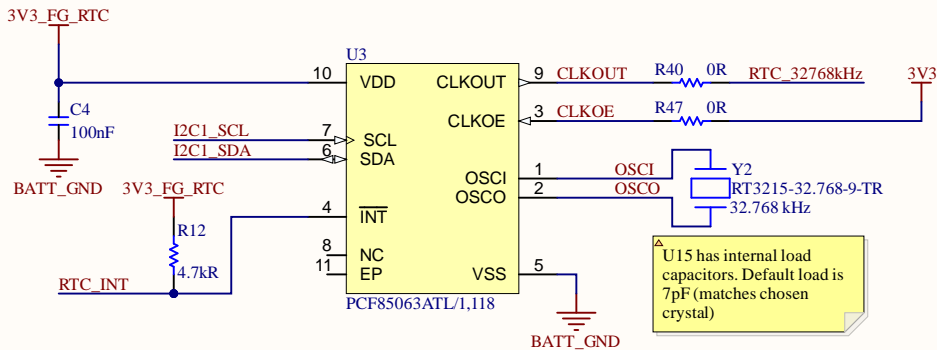 3V3_FG_RTC
U3
10
VDD
CLKOUT
9
CLKOUT
R40
0R
RTC_32768kHz
3V3
C4
100nF
CLKOE
3
CLKOE
R47
0R
I2C1_SCL
7
SCL
I2C1_SDA
6
SDA
BATT_GND
3V3_FG_RTC
OSCI
1
OSCI
Y2
OSCO
2
OSCO
RT3215-32.768-9-TR
32.768 kHz
R12
4.7kR
4
INT
8
NC
11
EP
VSS
5
RTC_INT
PCF85063ATL/1,118
BATT_GND
U15 has internal load
capacitors. Default load is
7pF (matches chosen
crystal)